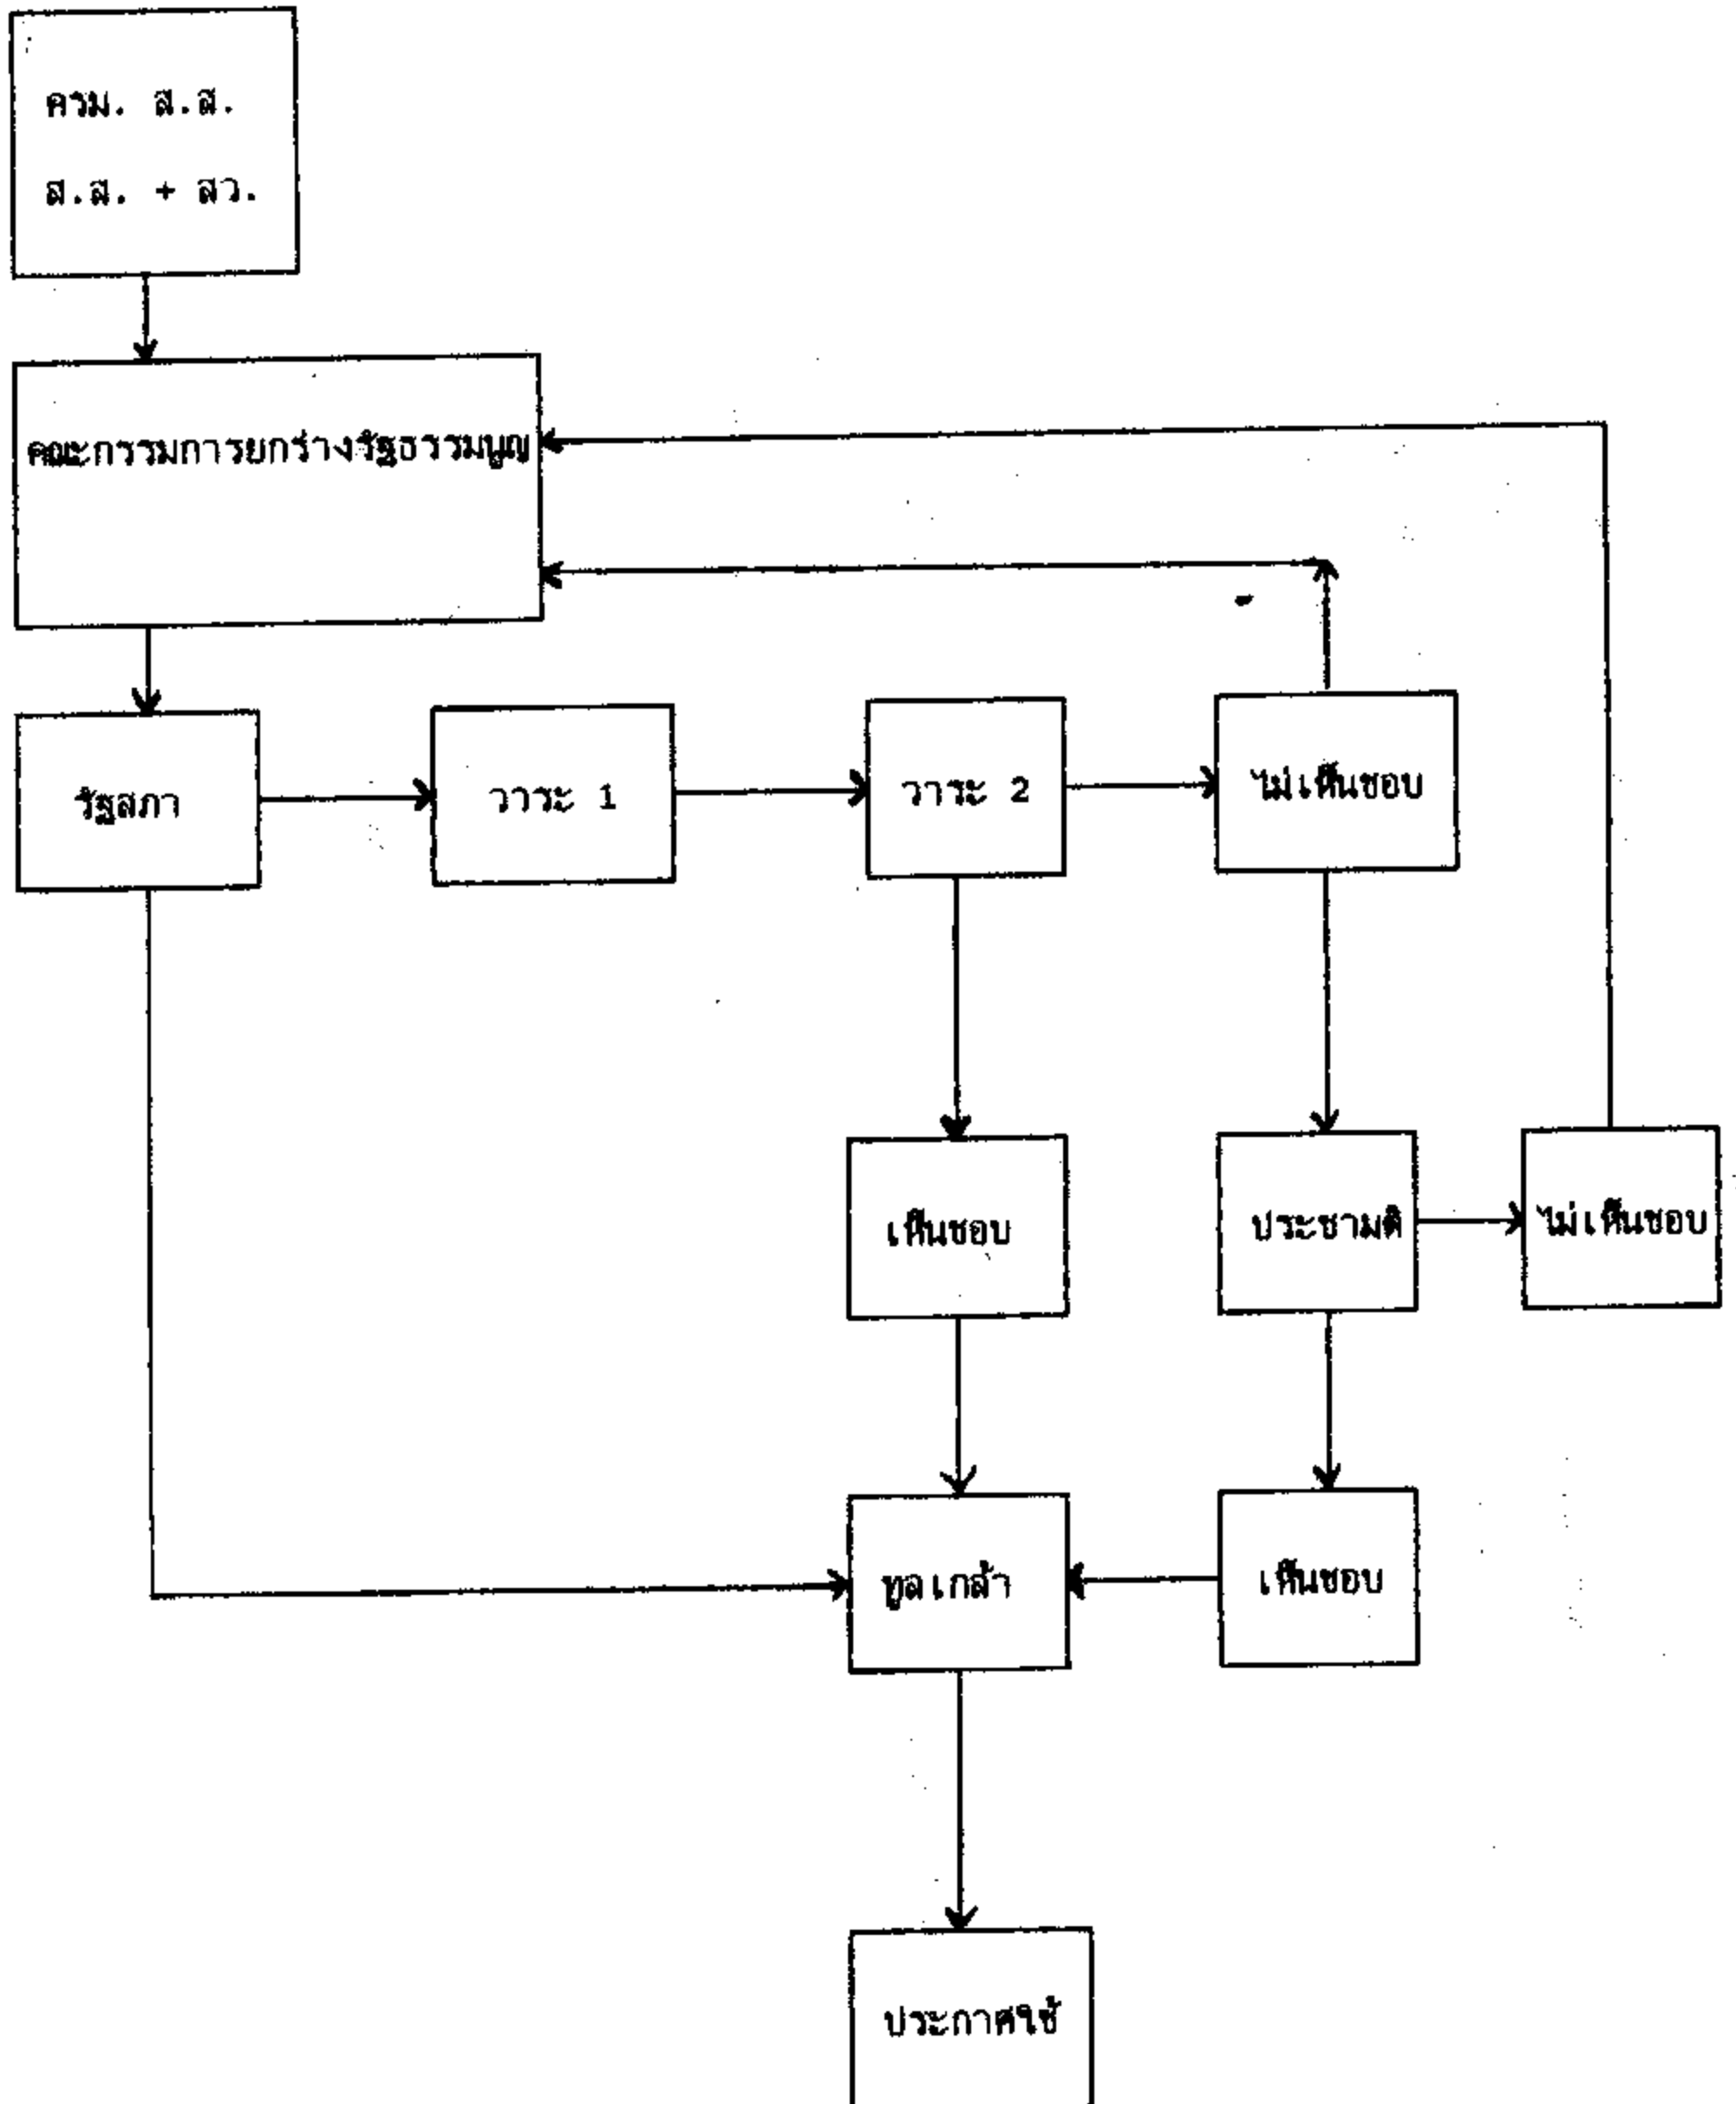 ครม. ส.ส.
ส.ส. + สว.
คณะกรรมการยกร่างรัฐธรรมนูญ
รัฐสภา
วาระ 1
วาระ 2
ไม่เห็นชอบ
เห็นชอบ
ประชามติ
ไม่เห็นชอบ
ทูลเกล้า
เห็นชอบ
ประกาศใช้